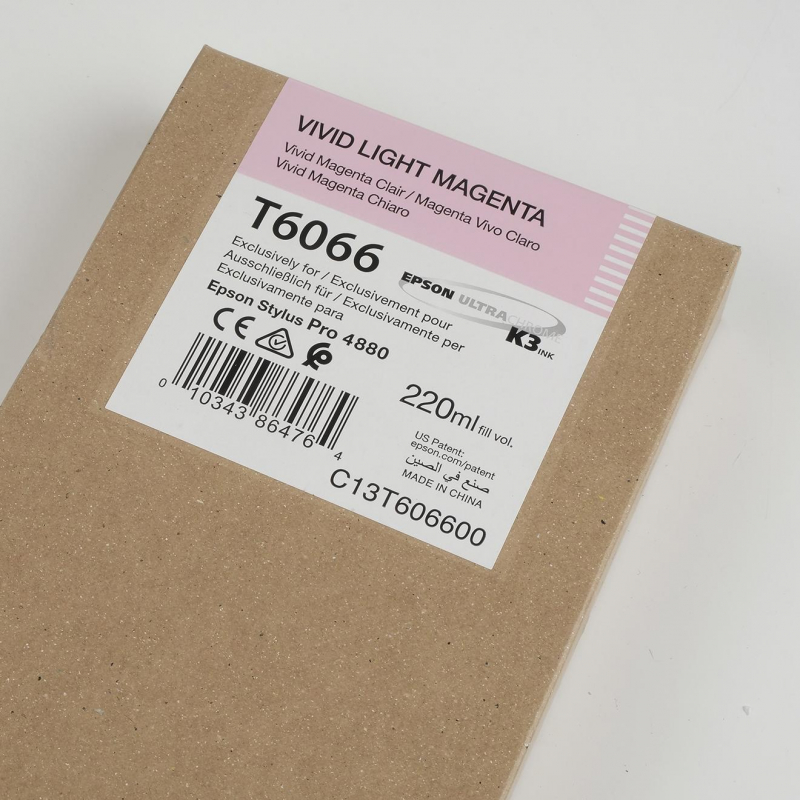 VIVID LIGHT MAGENTA
Vivid Magenta Clair / Magenta Vivo Claro
Vivid Magenta Chiaro
T6066
Exclusively for / Exclusivement pour
Ausschließlich für / Exclusivamente per
Exclusivamente para
Epson Stylus Pro 4880
EPSON ULTRACHROME
K3 INK
CE
0 10343 86476 4
220ml fill vol.
US Patent:
epson.com/patent
صنع في الصين
MADE IN CHINA
C13T606600